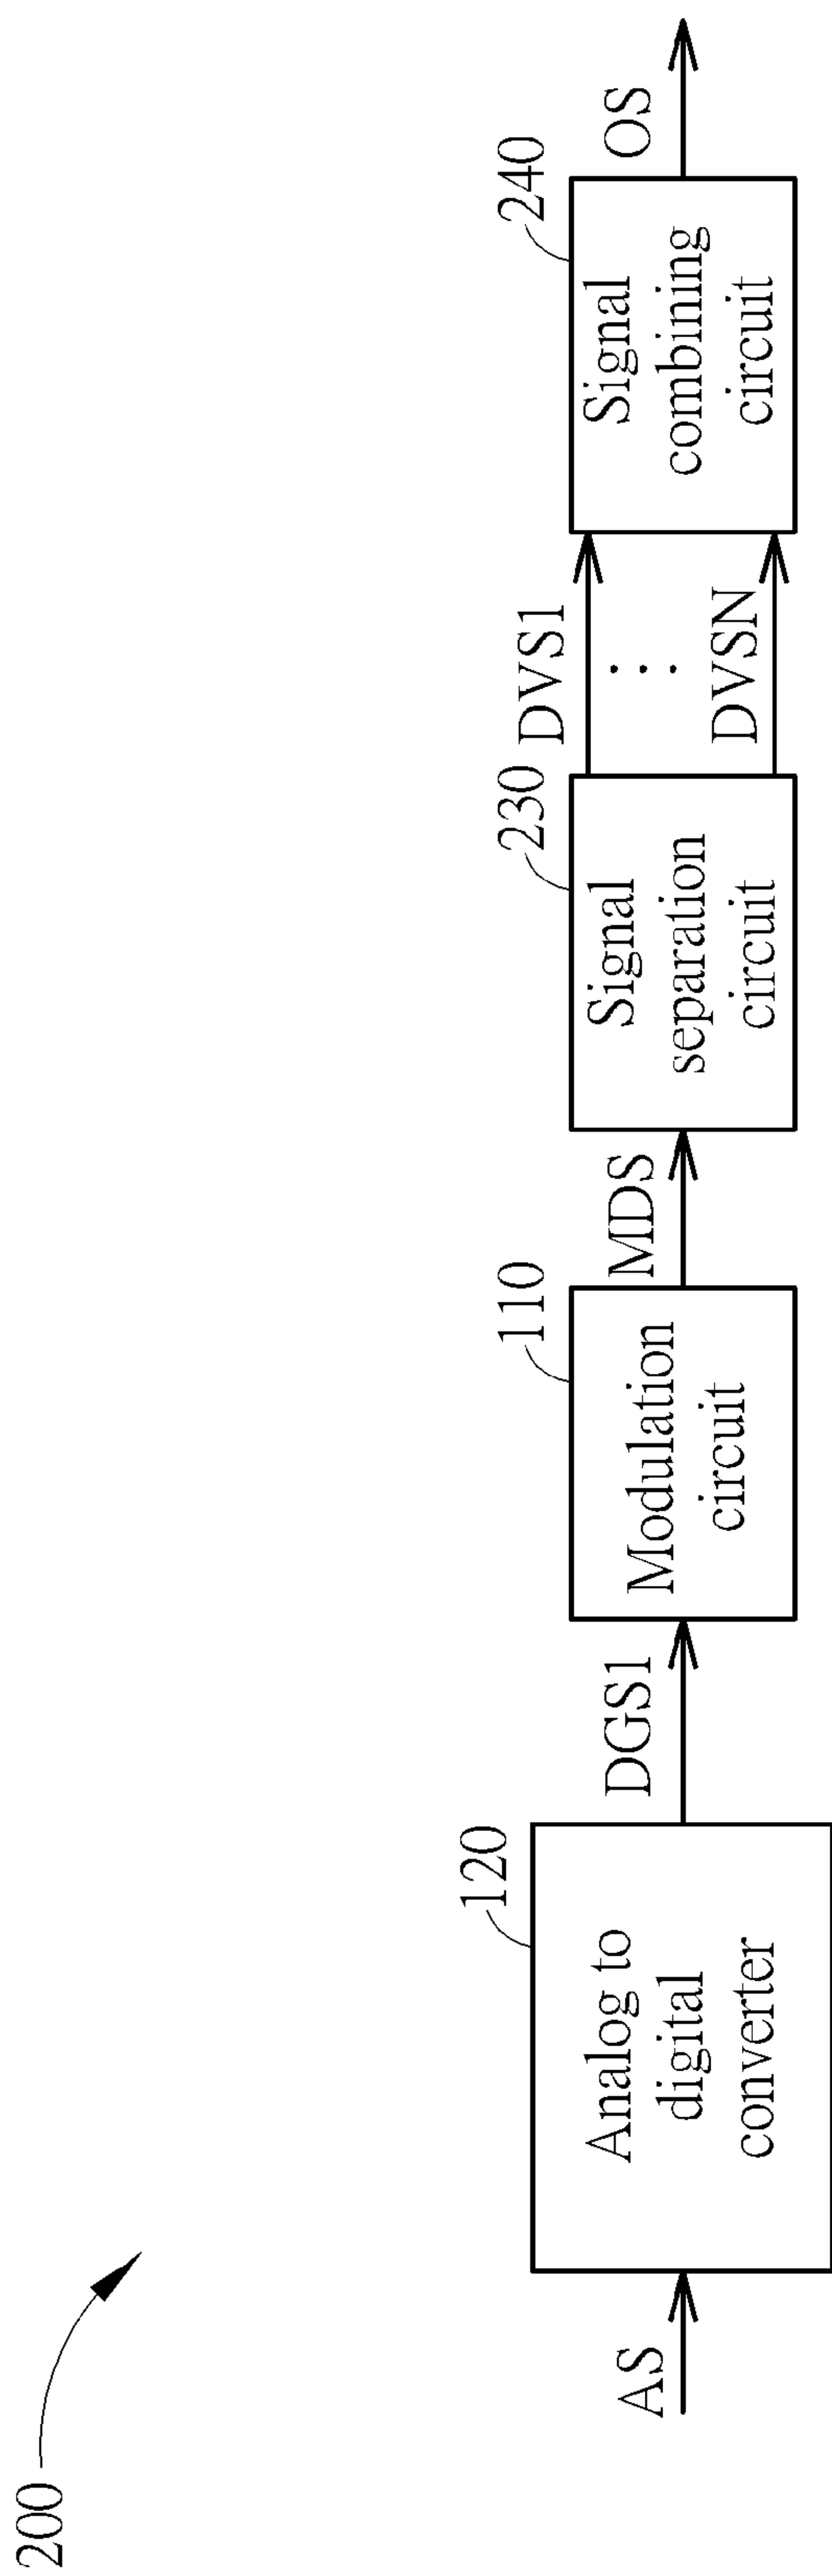 200
AS
120
Analog to
digital
converter
DGS1
110
Modulation
circuit
MDS
230
Signal
separation
circuit
DVS1
DVSN
240
Signal
combining
circuit
OS